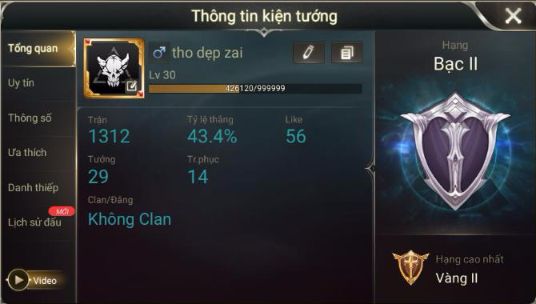 Thông tin kiện tướng
Tổng quan
Uy tín
Thông số
Ưa thích
Danh thiếp
Lịch sử đấu
MỚI
Video
tho dẹp zai
Lv 30
426120/999999
Trận
Tỷ lệ thắng
Like
1312
43.4%
56
Tướng
Tr.phục
29
14
Clan/Đăng
Không Clan
Hạng
Bạc II
Hạng cao nhất
Vàng II